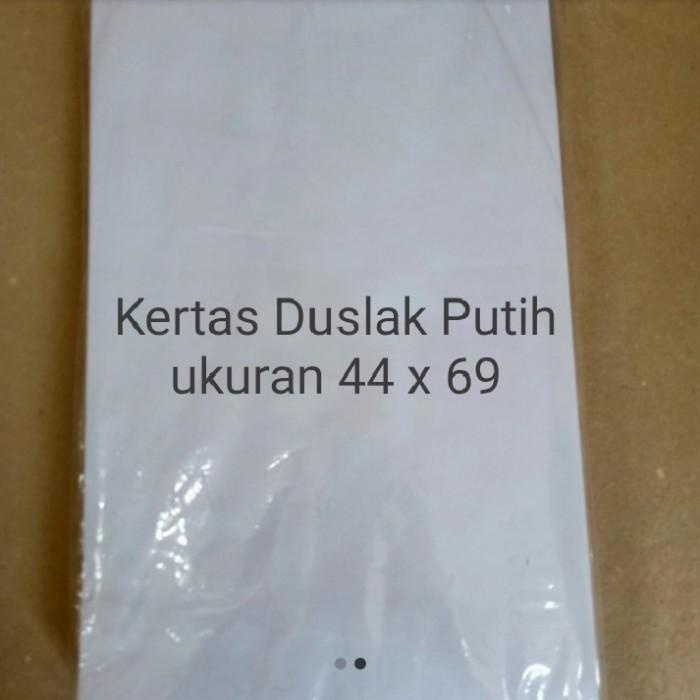 Kertas Duslak Putih
ukuran 44 x 69